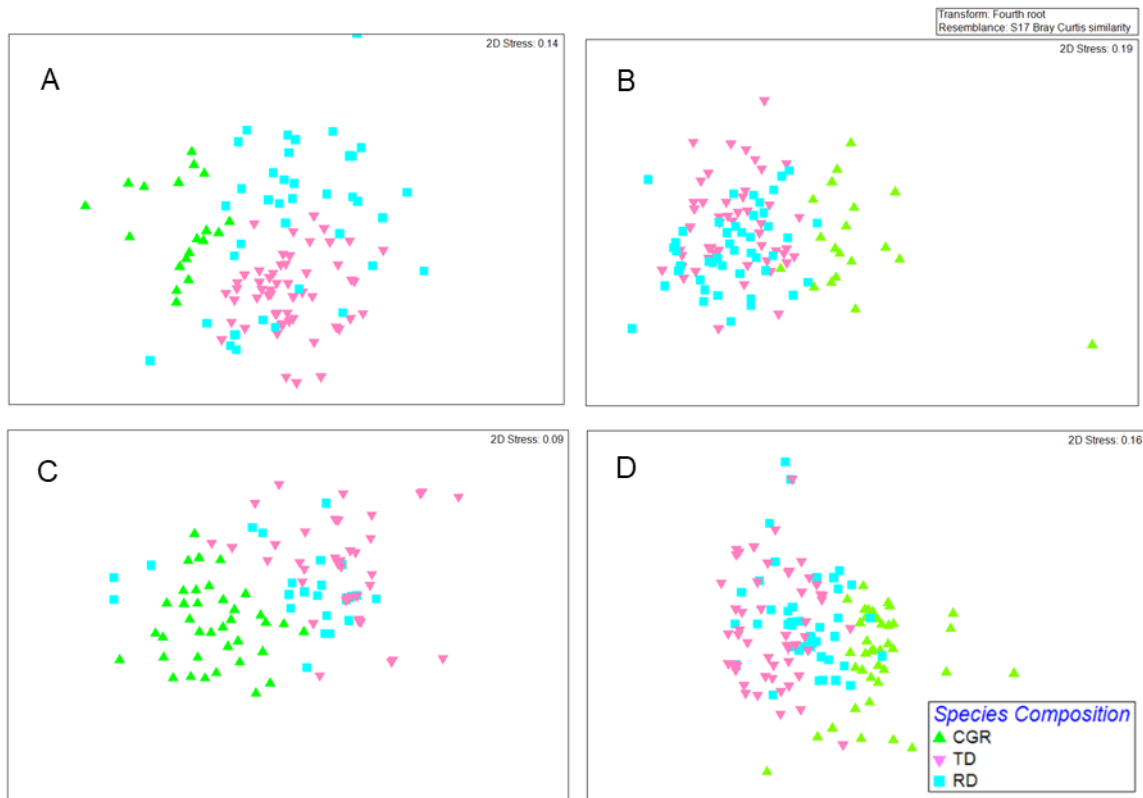 Transform: Fourth root
Resemblance: S17 Bray Curtis similarity
2D Stress: 0.14
A
2D Stress: 0.19
B
2D Stress: 0.09
C
2D Stress: 0.16
D
Species Composition
CGR
TD
RD